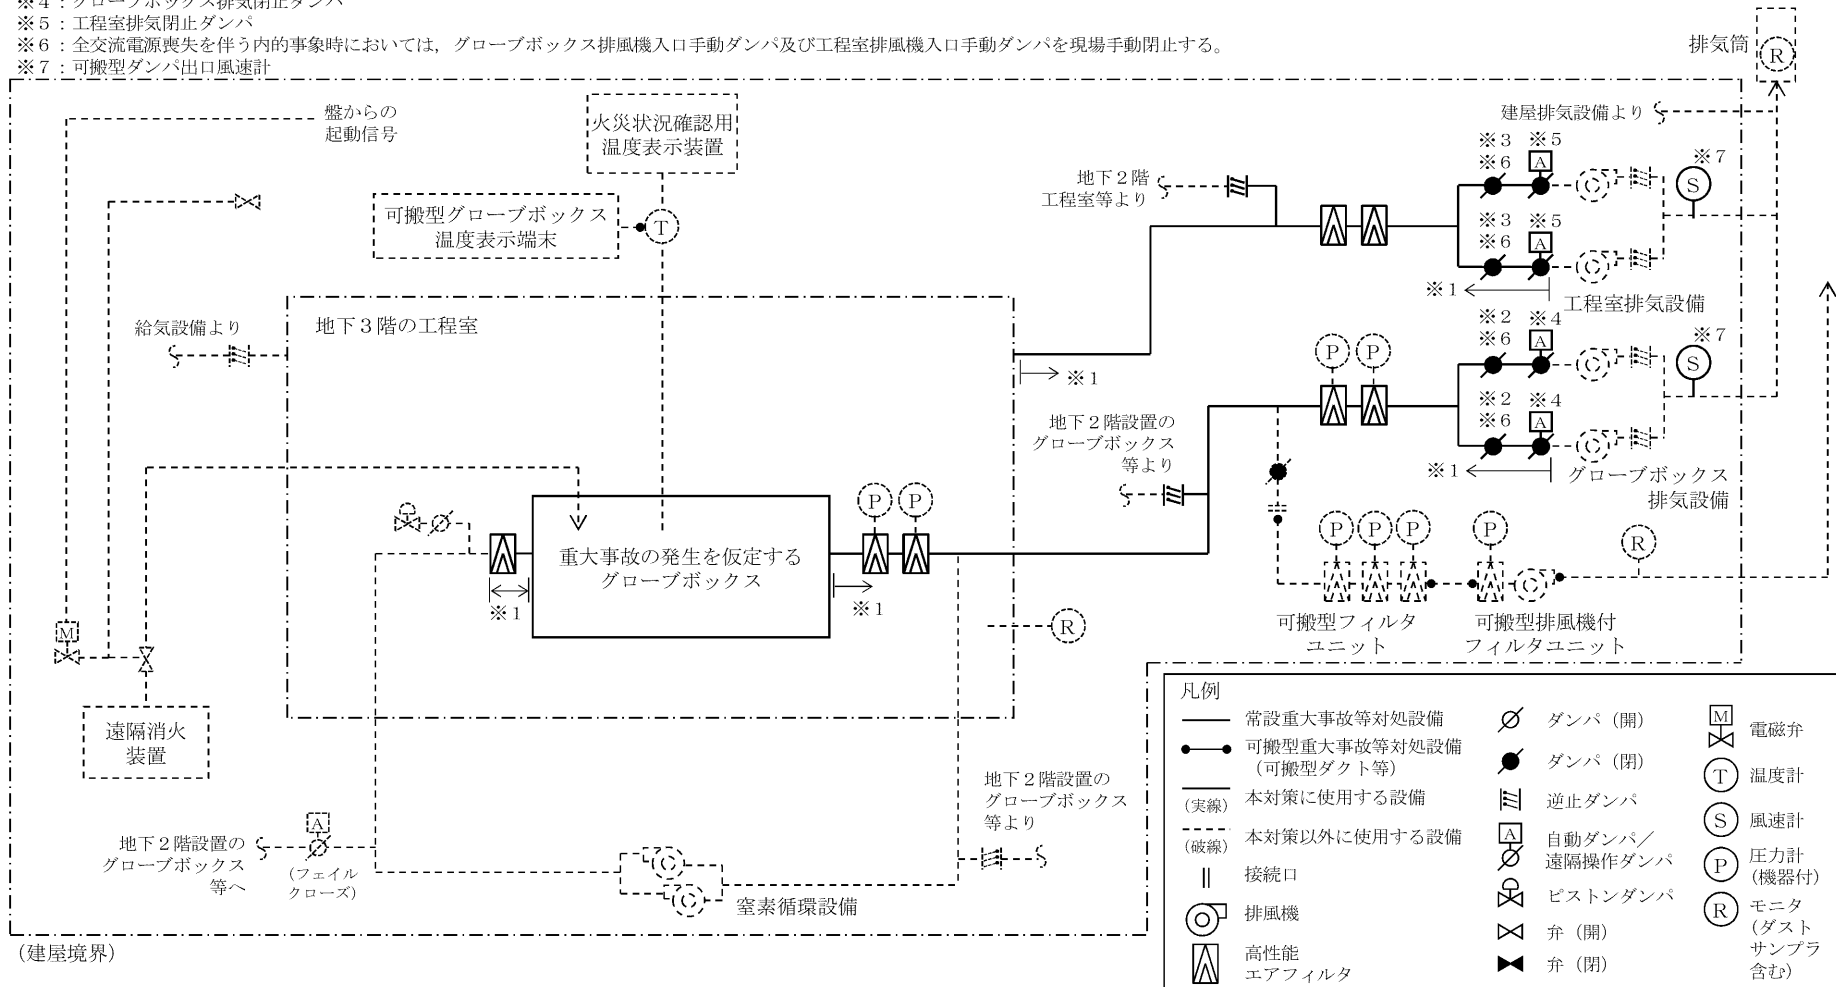 ※４：グローブボックス排気閉止ダンパ
※５：工程室排気閉止ダンパ
※６：全交流電源喪失を伴う内的事象時においては，グローブボックス排風機入口手動ダンパ及び工程室排風機入口手動ダンパを現場手動閉止する。
※７：可搬型ダンパ出口風速計
排気筒
R
盤からの
起動信号
火災状況確認用
温度表示装置
建屋排気設備より
※３ ※５
※６ A
※７
S
地下２階
工程室等より
可搬型グローブボックス
温度表示端末
T
※３ ※５
※６ A
※１
工程室排気設備
給気設備より
地下３階の工程室
※１
P P
※２ ※４
※６ A
※７
S
※２ ※４
※６ A
※１
地下２階設置の
グローブボックス
等より
グローブボックス
排気設備
重大事故の発生を仮定する
グローブボックス
P P
※１
※１
P P P P
R
R
可搬型フィルタ
ユニット
可搬型排風機付
フィルタユニット
M
遠隔消火
装置
地下２階設置の
グローブボックス
等より
地下２階設置の
グローブボックス
等へ
A
（フェイル
クローズ）
窒素循環設備
（建屋境界）
凡例
常設重大事故等対処設備
可搬型重大事故等対処設備
（可搬型ダクト等）
（実線） 本対策に使用する設備
（破線） 本対策以外に使用する設備
接続口
排風機
高性能
エアフィルタ
ダンパ（開）
ダンパ（閉）
逆止ダンパ
A 自動ダンパ／
遠隔操作ダンパ
ピストンダンパ
弁（開）
弁（閉）
M 電磁弁
T 温度計
S 風速計
P 圧力計
（機器付）
R モニタ
（ダスト
サンプラ
含む）